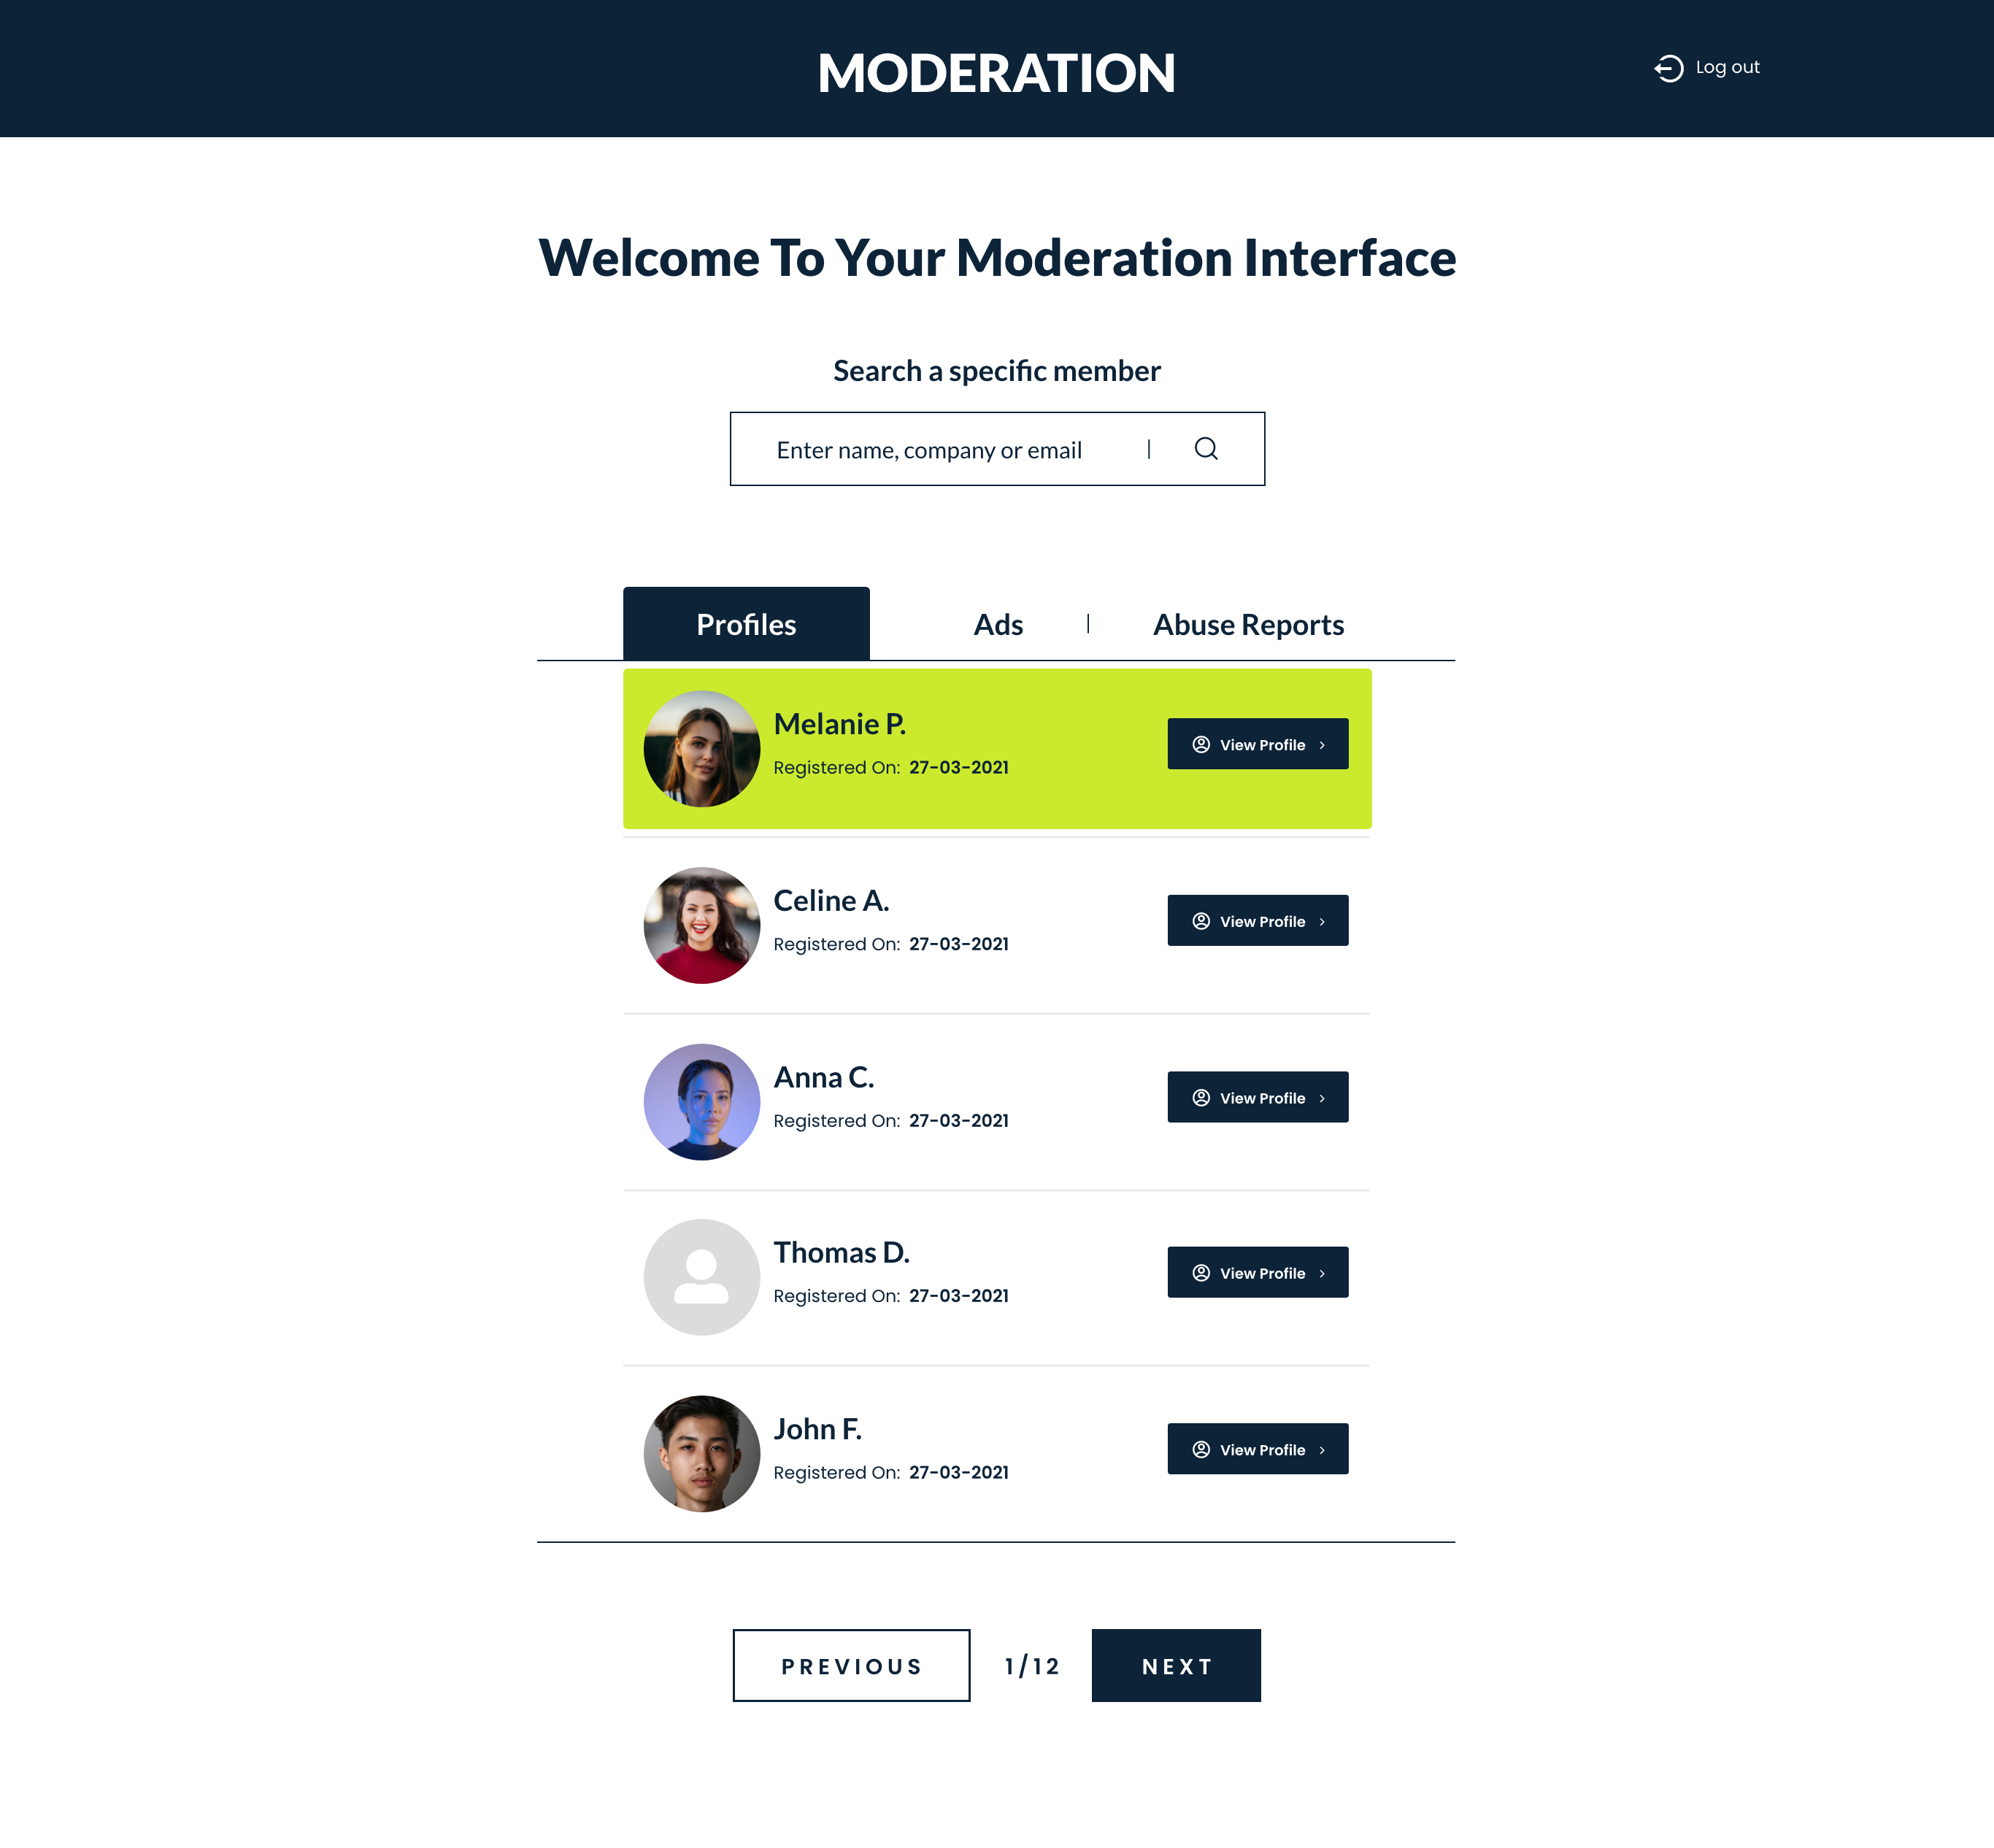 MODERATION
Log out
Welcome To Your Moderation Interface
Search a specific member
Enter name, company or email
Profiles
Ads
Abuse Reports
Melanie P.
Registered On: 27-03-2021
View Profile
Celine A.
Registered On: 27-03-2021
View Profile
Anna C.
Registered On: 27-03-2021
View Profile
Thomas D.
Registered On: 27-03-2021
View Profile
John F.
Registered On: 27-03-2021
View Profile
PREVIOUS
1/12
NEXT